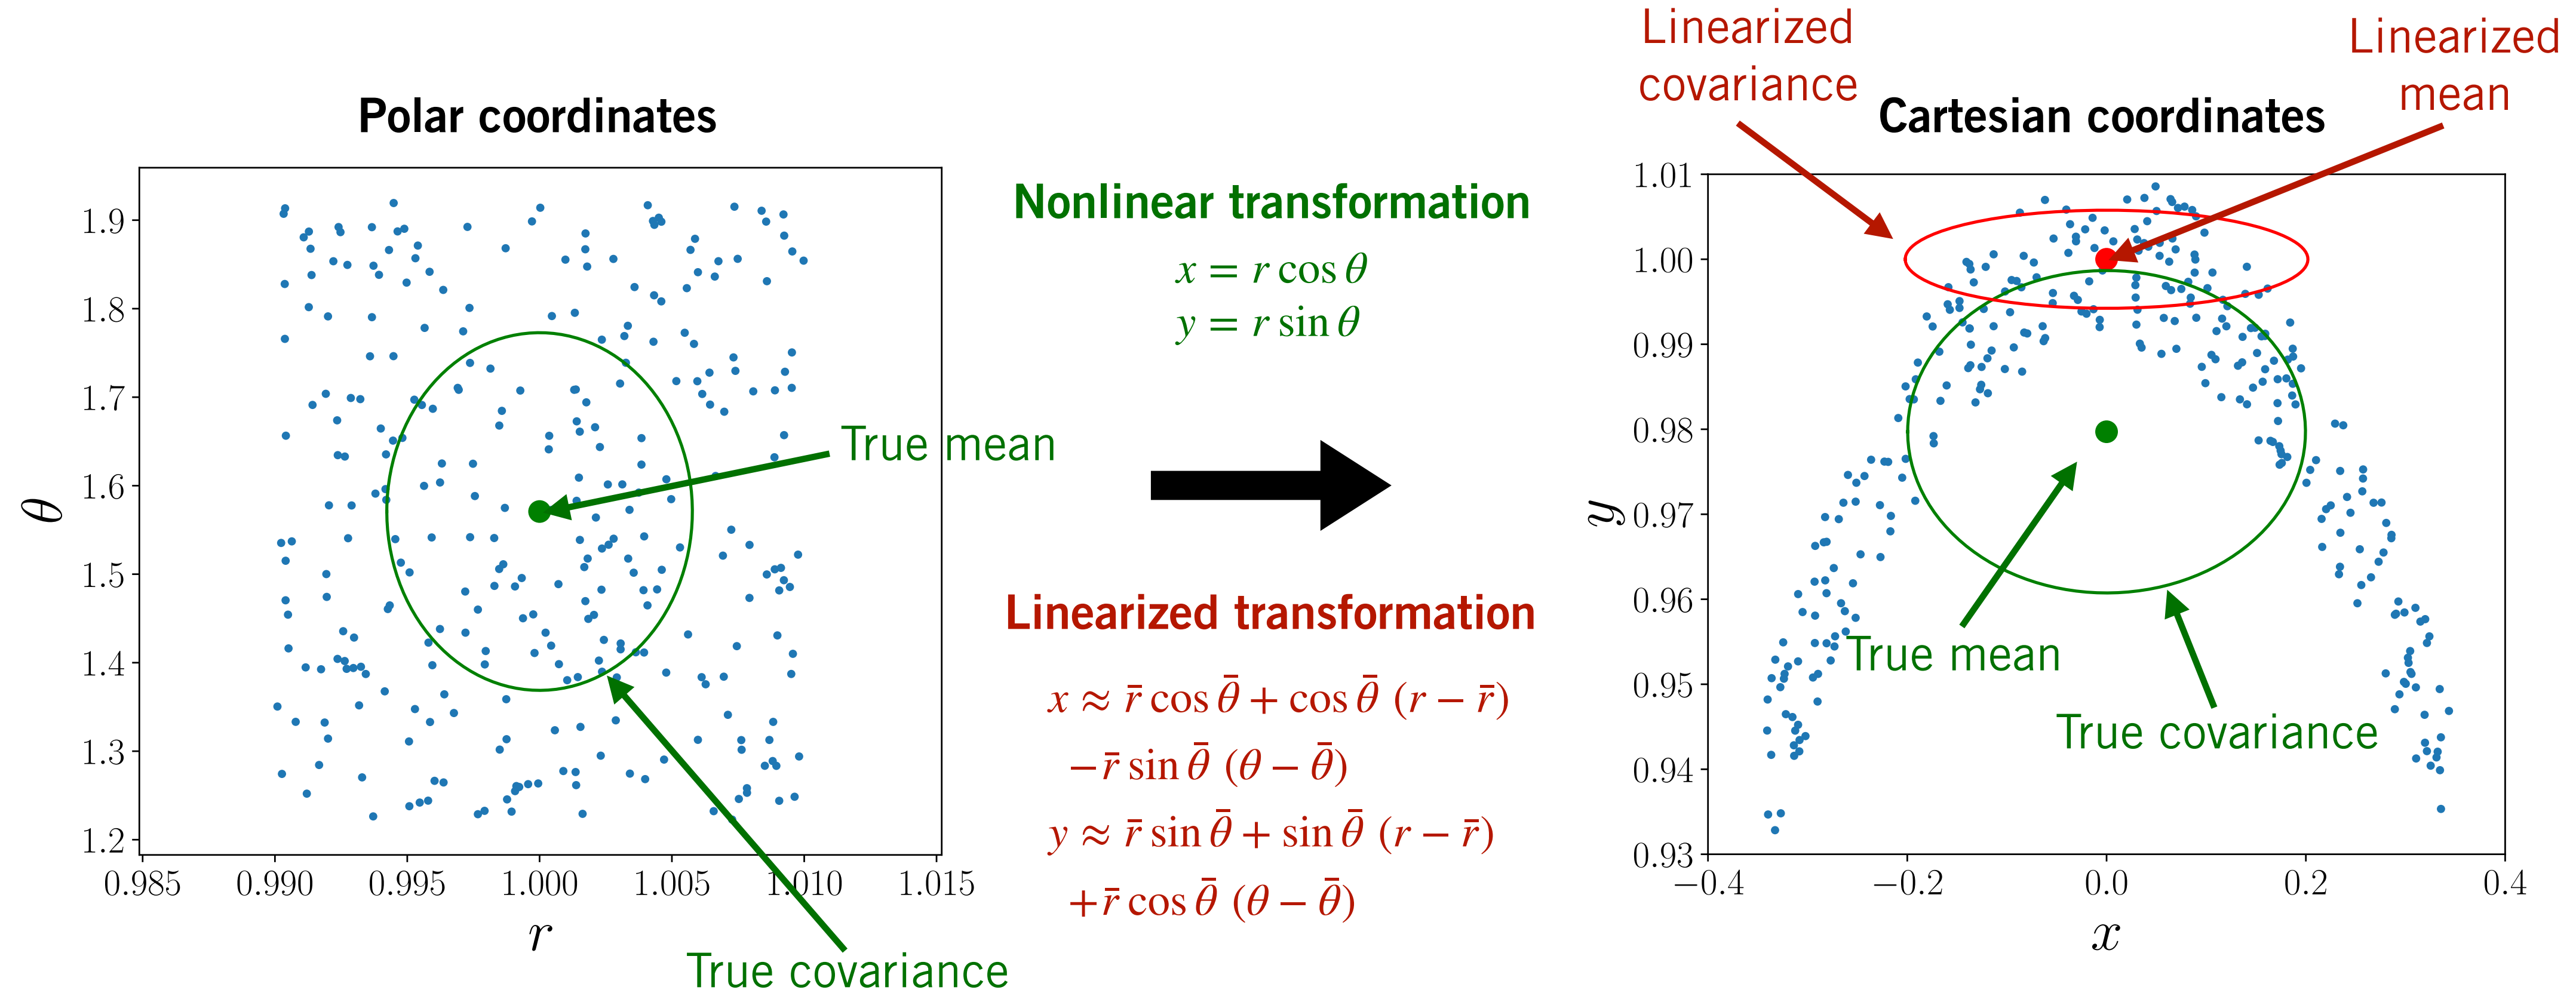 Linearized
covariance
Linearized
mean
Polar coordinates
Cartesian coordinates
1.9
1.8
1.7
1.6
1.5
1.4
1.3
1.2
θ
0.985
0.990
0.995
1.000
1.005
1.010
1.015
r
True mean
True covariance
Nonlinear transformation
x = r cos θ
y = r sin θ
Linearized transformation
x ≈ r̄ cos θ̄ + cos θ̄ (r − r̄)
−r̄ sin θ̄ (θ − θ̄)
y ≈ r̄ sin θ̄ + sin θ̄ (r − r̄)
+r̄ cos θ̄ (θ − θ̄)
1.01
1.00
0.99
0.98
0.97
0.96
0.95
0.94
0.93
y
−0.4
−0.2
0.0
0.2
0.4
x
True mean
True covariance